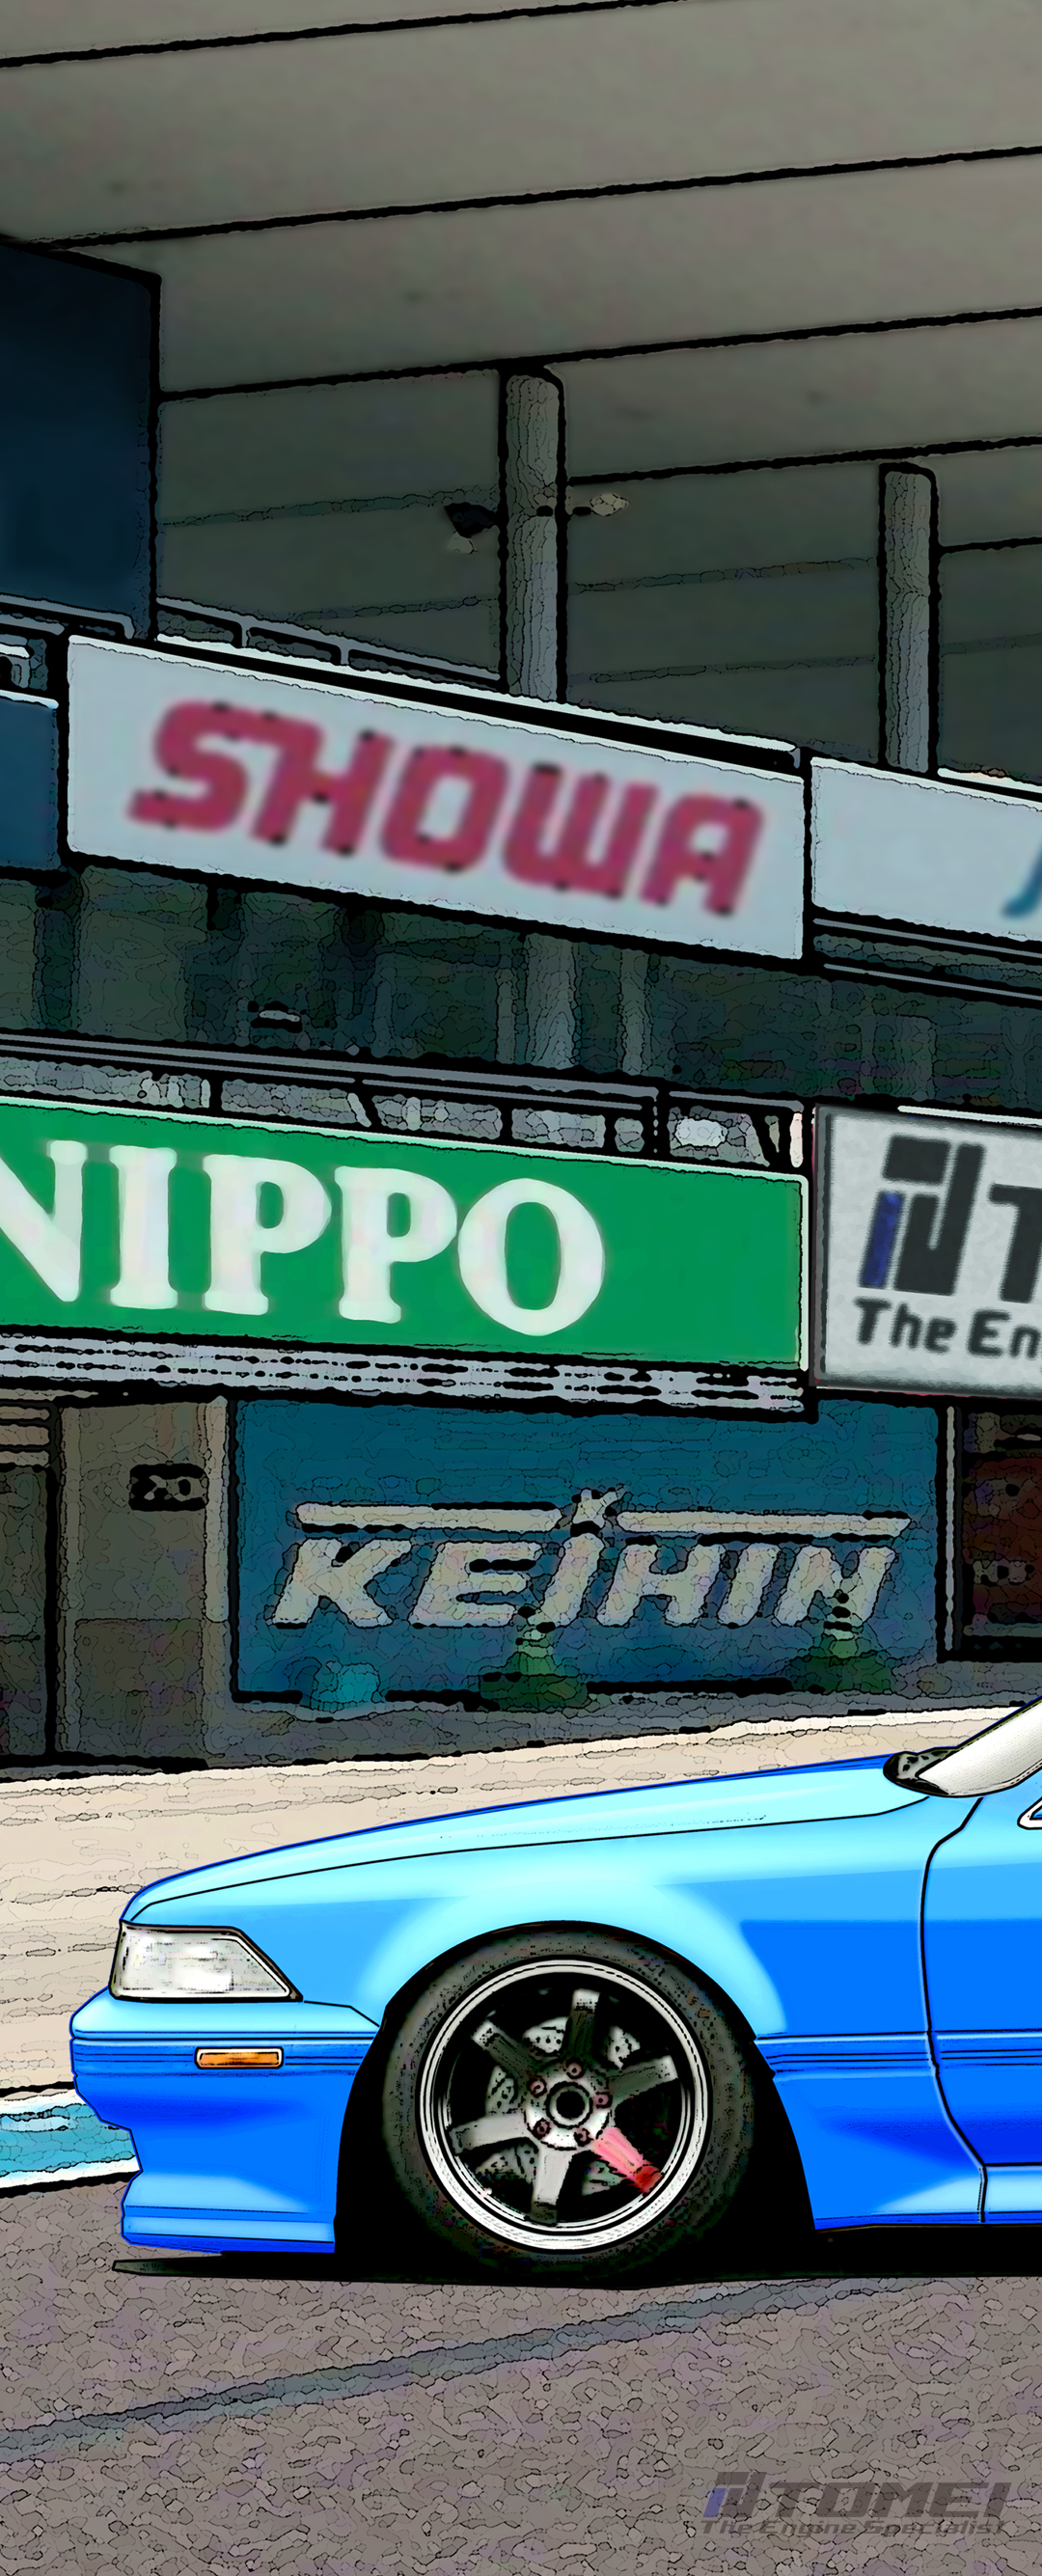 SHOWA
NIPPO
T
The En
KEIHIN
TOMEI
The Engine Specialist